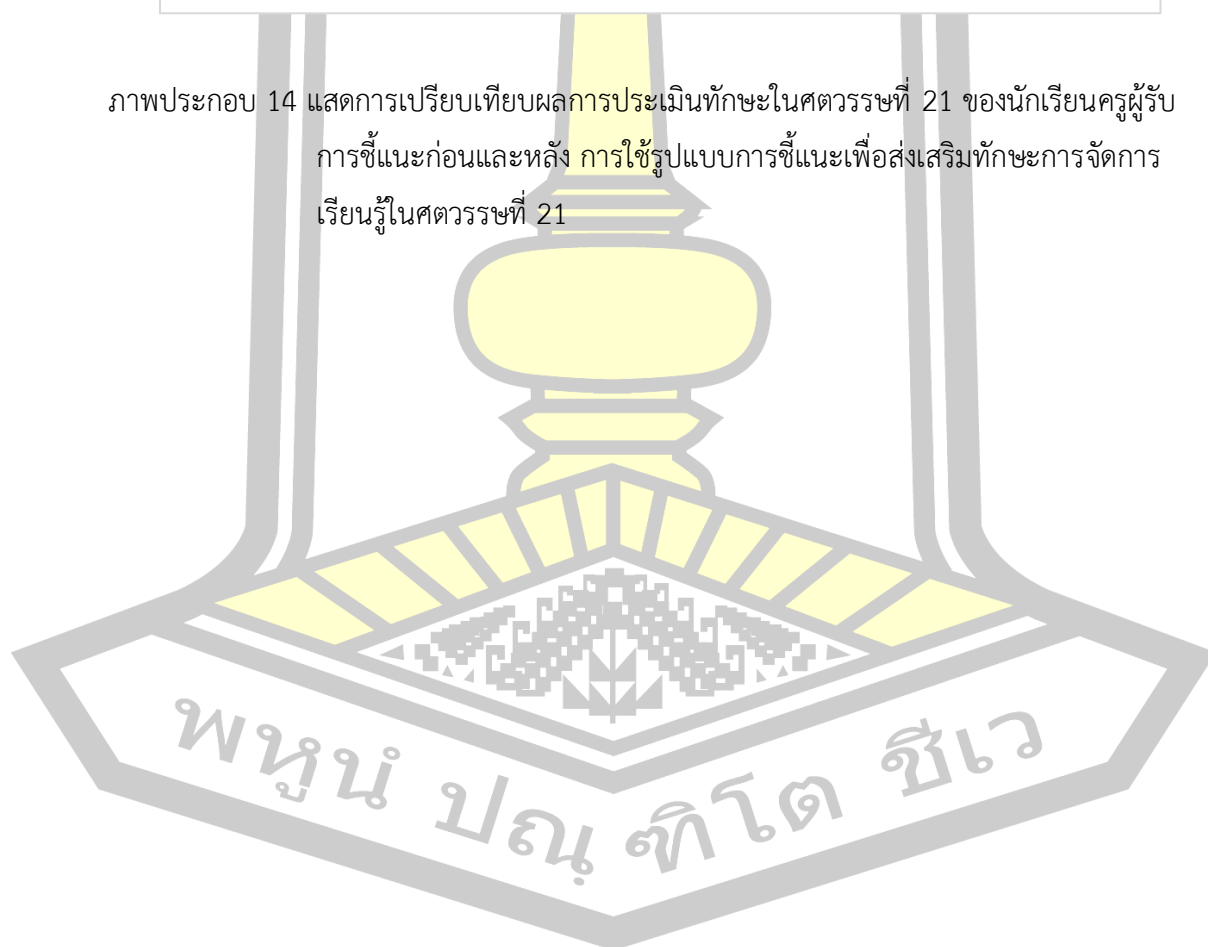 ภาพประกอบ 14 แสดการเปรียบเทียบผลการประเมินทักษะในศตวรรษที่ 21 ของนักเรียนครูผู้รับ
การชี้แนะก่อนและหลัง การใช้รูปแบบการชี้แนะเพื่อส่งเสริมทักษะการจัดการ
เรียนรู้ในศตวรรษที่ 21
พหูนํ ปณฺ ฑิโต ชีเว